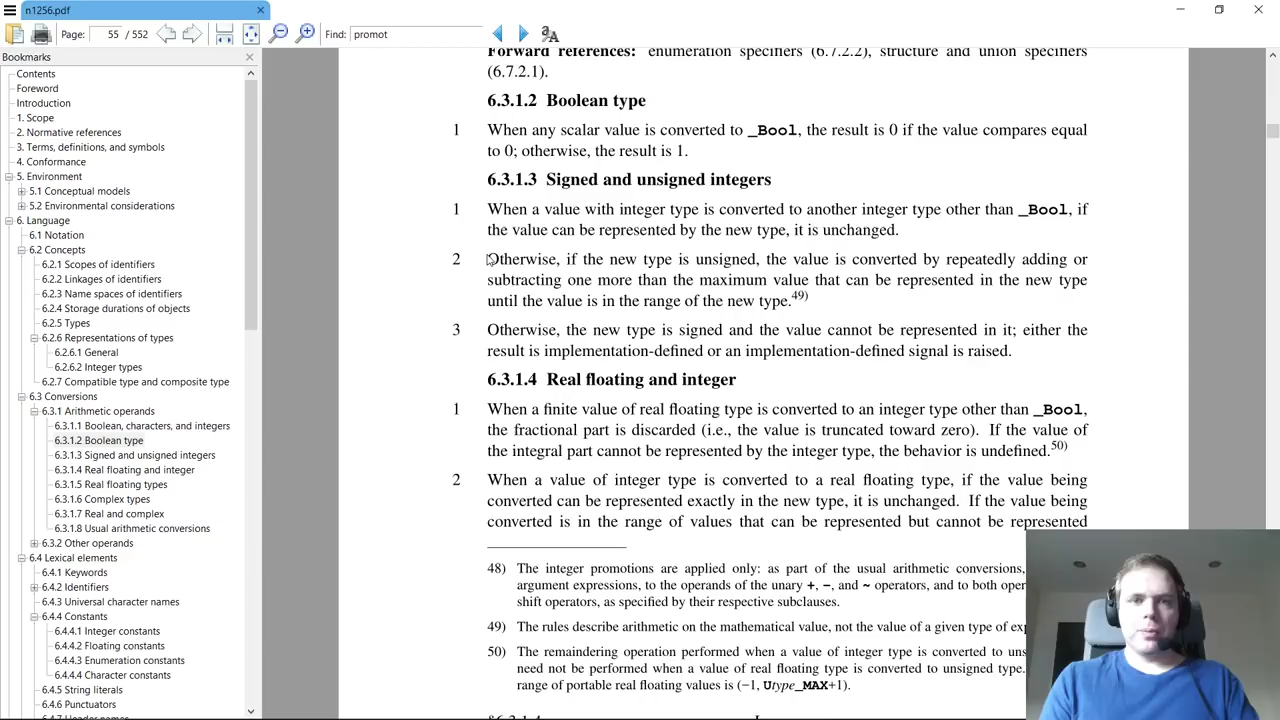 n1256.pdf
Page: 55 / 552 Find: promot
Bookmarks
Contents
Foreword
Introduction
1. Scope
2. Normative references
3. Terms, definitions, and symbols
4. Conformance
5. Environment
5.1 Conceptual models
5.2 Environmental considerations
6. Language
6.1 Notation
6.2 Concepts
6.2.1 Scopes of identifiers
6.2.2 Linkages of identifiers
6.2.3 Name spaces of identifiers
6.2.4 Storage durations of objects
6.2.5 Types
6.2.6 Representations of types
6.2.6.1 General
6.2.6.2 Integer types
6.2.7 Compatible type and composite type
6.3 Conversions
6.3.1 Arithmetic operands
6.3.1.1 Boolean, characters, and integers
6.3.1.2 Boolean type
6.3.1.3 Signed and unsigned integers
6.3.1.4 Real floating and integer
6.3.1.5 Real floating types
6.3.1.6 Complex types
6.3.1.7 Real and complex
6.3.1.8 Usual arithmetic conversions
6.3.2 Other operands
6.4 Lexical elements
6.4.1 Keywords
6.4.2 Identifiers
6.4.3 Universal character names
6.4.4 Constants
6.4.4.1 Integer constants
6.4.4.2 Floating constants
6.4.4.3 Enumeration constants
6.4.4.4 Character constants
6.4.5 String literals
6.4.6 Punctuators
6.4.7 Header names
Forward references: enumeration specifiers (6.7.2.2), structure and union specifiers
(6.7.2.1).
6.3.1.2 Boolean type
1 When any scalar value is converted to _Bool, the result is 0 if the value compares equal
to 0; otherwise, the result is 1.
6.3.1.3 Signed and unsigned integers
1 When a value with integer type is converted to another integer type other than _Bool, if
the value can be represented by the new type, it is unchanged.
2 Otherwise, if the new type is unsigned, the value is converted by repeatedly adding or
subtracting one more than the maximum value that can be represented in the new type
until the value is in the range of the new type.49)
3 Otherwise, the new type is signed and the value cannot be represented in it; either the
result is implementation-defined or an implementation-defined signal is raised.
6.3.1.4 Real floating and integer
1 When a finite value of real floating type is converted to an integer type other than _Bool,
the fractional part is discarded (i.e., the value is truncated toward zero). If the value of
the integral part cannot be represented by the integer type, the behavior is undefined.50)
2 When a value of integer type is converted to a real floating type, if the value being
converted can be represented exactly in the new type, it is unchanged. If the value being
converted is in the range of values that can be represented but cannot be represented
48) The integer promotions are applied only: as part of the usual arithmetic conversions,
argument expressions, to the operands of the unary +, −, and ~ operators, and to both oper
shift operators, as specified by their respective subclauses.
49) The rules describe arithmetic on the mathematical value, not the value of a given type of exp
50) The remaindering operation performed when a value of integer type is converted to uns
need not be performed when a value of real floating type is converted to unsigned type.
range of portable real floating values is (−1, Utype_MAX+1).